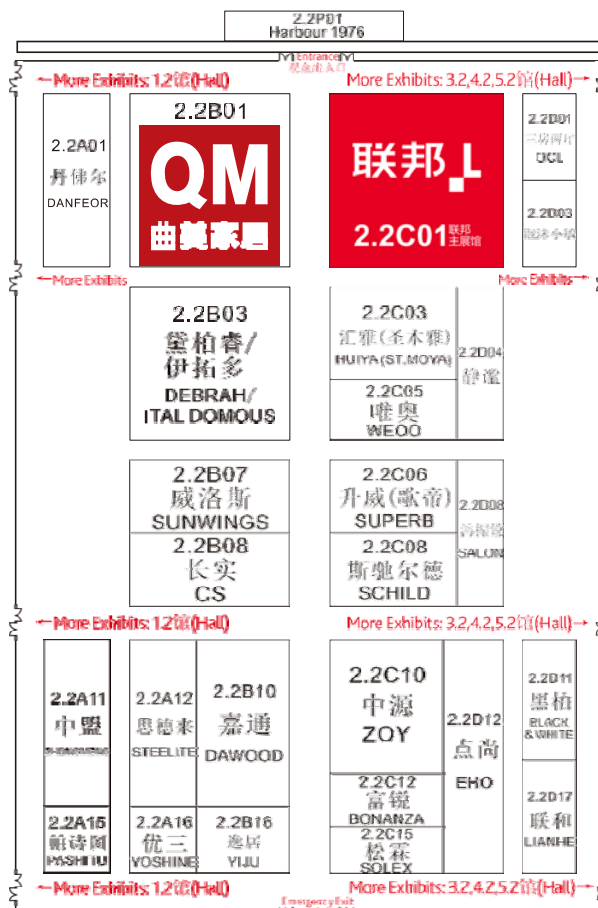 2.2P01
Harbour 1976
Entrance
←More Exhibits: 1.2馆(Hall)
More Exhibits: 3.2,4.2,5.2馆(Hall)→
2.2A01
丹佛尔
DANFEOR
2.2B01
QM
曲美家居
联邦
2.2C01 联邦
主展馆
2.2D01
三房两厅
2.2D03
←More Exhibits
More Exhibits→
2.2B03
黛柏睿/
伊拓多
DEBRAH/
ITAL DOMOUS
2.2C03
汇雅(圣木雅)
HUIYA(ST.MOYA)
2.2C05
唯奥
WEOO
2.2D04
静谧
2.2B07
威洛斯
SUNWINGS
2.2B08
长实
CS
2.2C06
升威(歌帝)
SUPERB
2.2C08
斯驰尔德
SCHILD
2.2D08
SALON
←More Exhibits: 1.2馆(Hall)
More Exhibits: 3.2,4.2,5.2馆(Hall)→
2.2A11
中盟
2.2A12
思德来
STEELITE
2.2B10
嘉通
DAWOOD
2.2C10
中源
ZOY
2.2D12
点尚
EKO
2.2D11
黑柏
BLACK
&WHITE
2.2C12
富锐
BONANZA
2.2C15
松霖
SOLEX
2.2D17
联和
LIANHE
2.2A15
帕诗图
PASHITU
2.2A16
优三
YOSHINE
2.2B16
逸居
YIJU
←More Exhibits: 1.2馆(Hall)
More Exhibits: 3.2,4.2,5.2馆(Hall)→
Emergency Exit